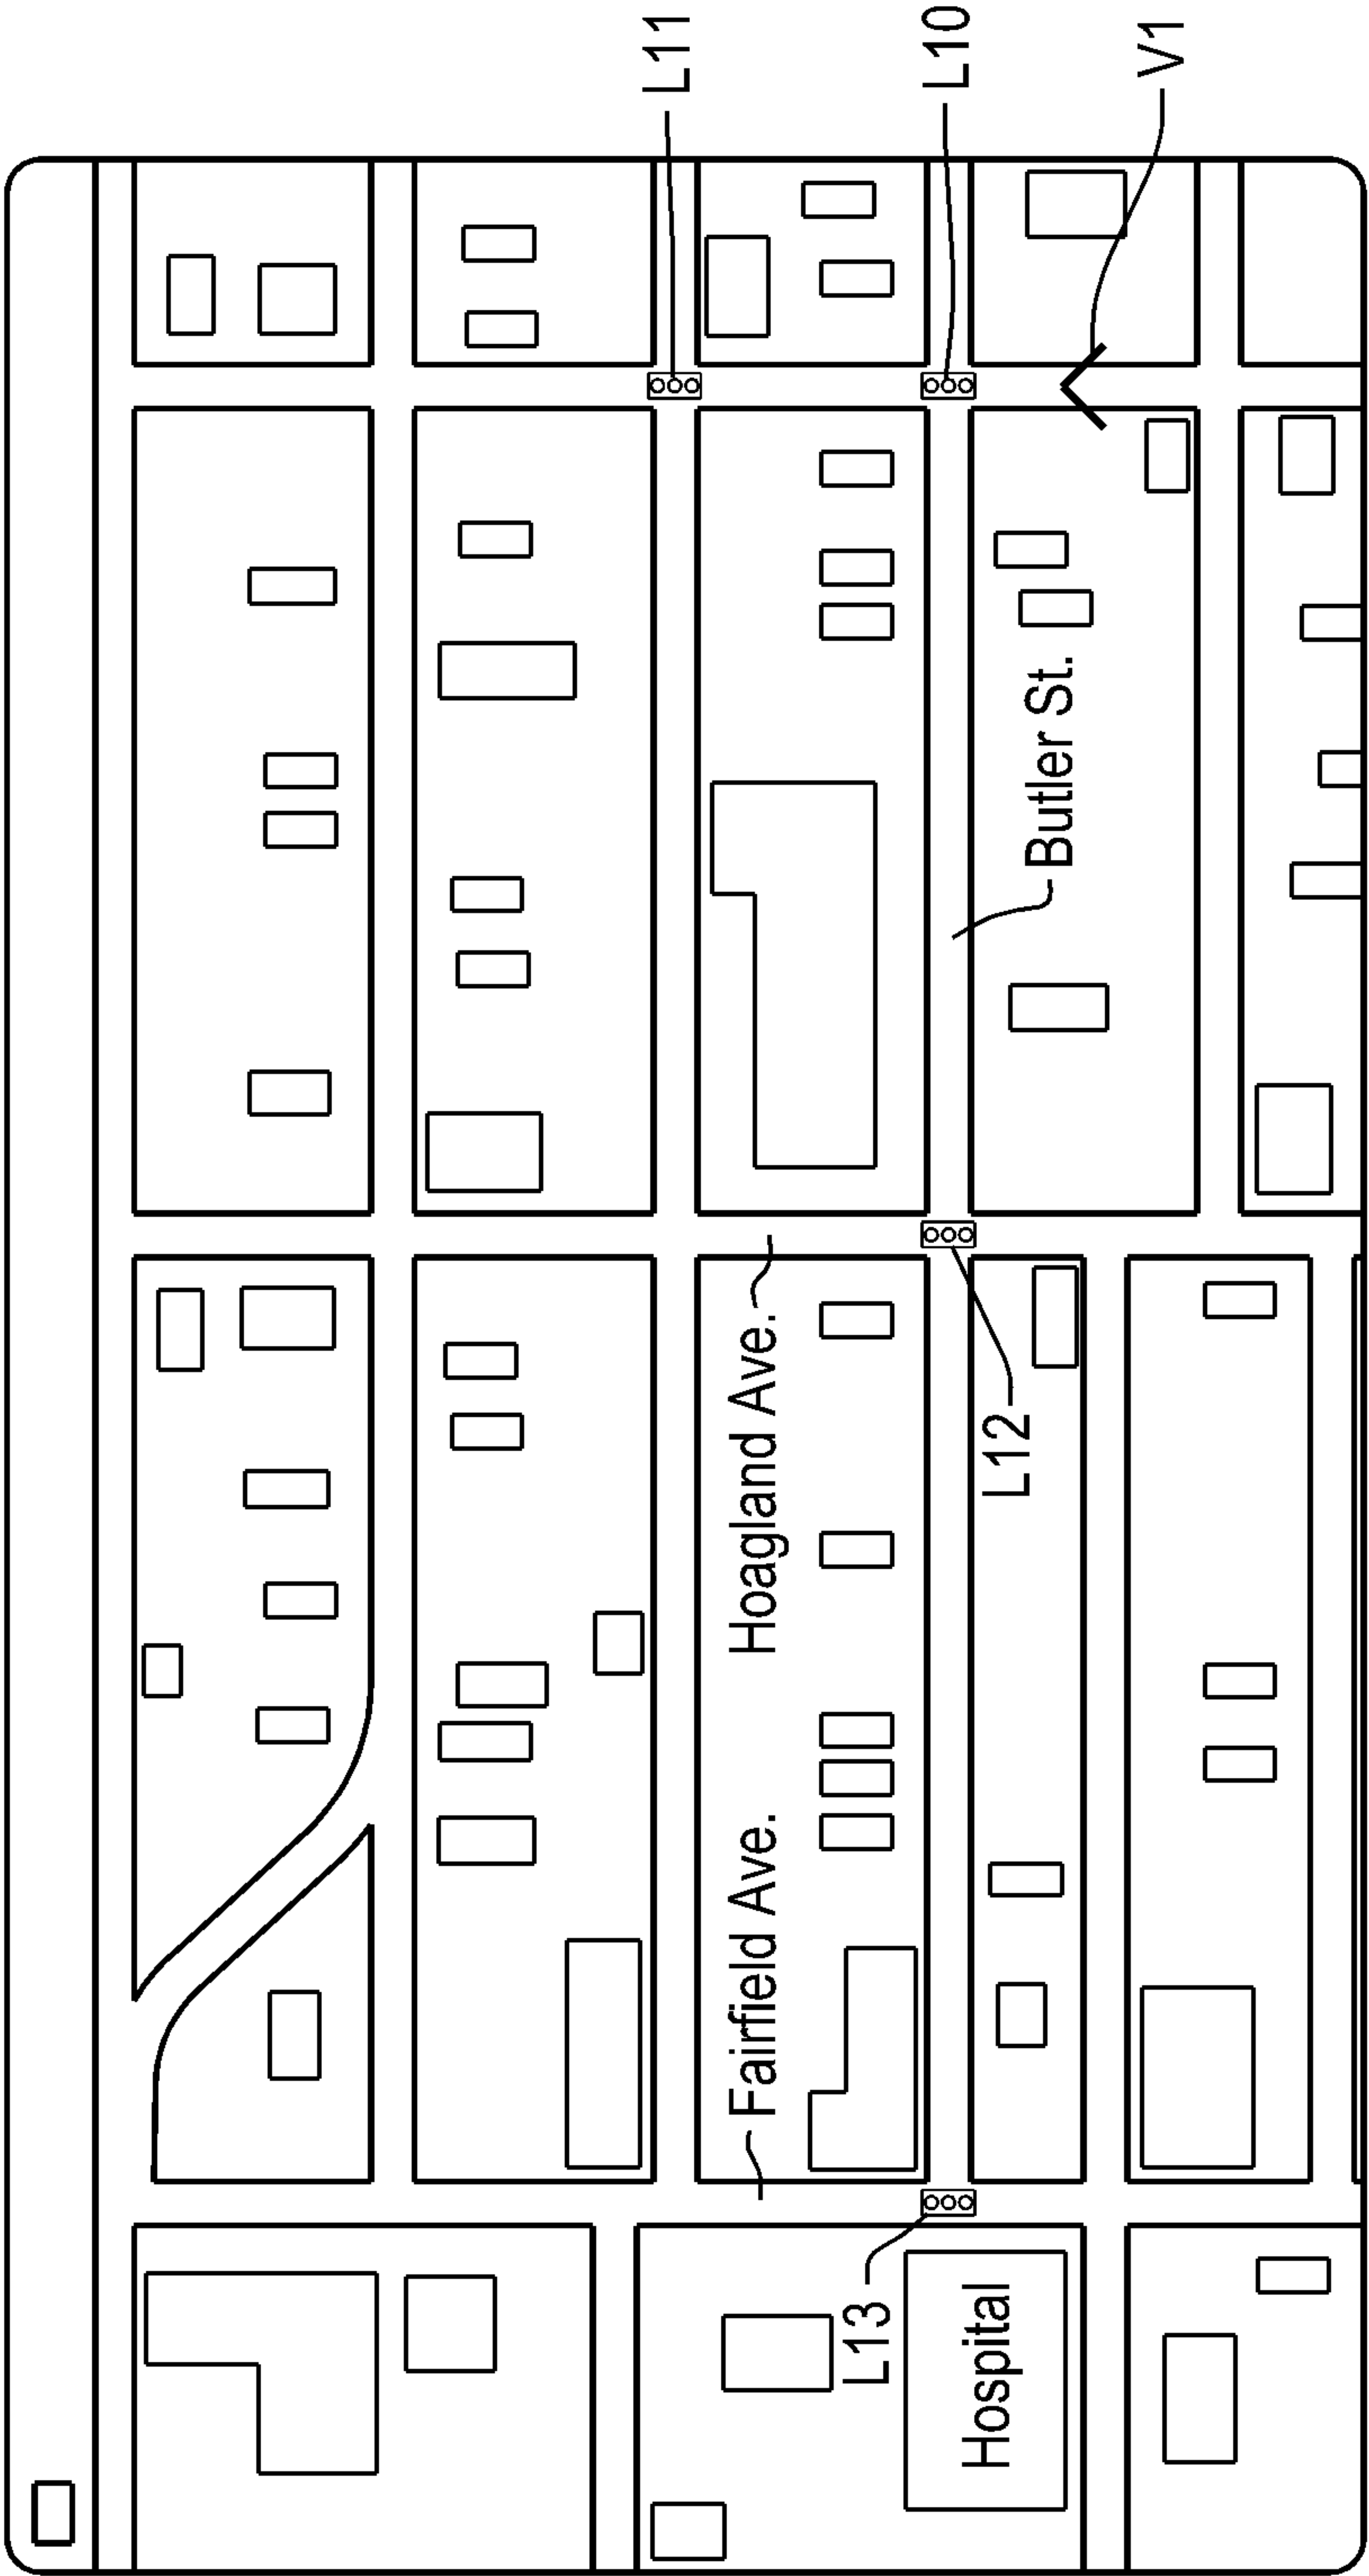 L11
L10
V1
Butler St.
Hoagland Ave.
L12
Fairfield Ave.
L13
Hospital